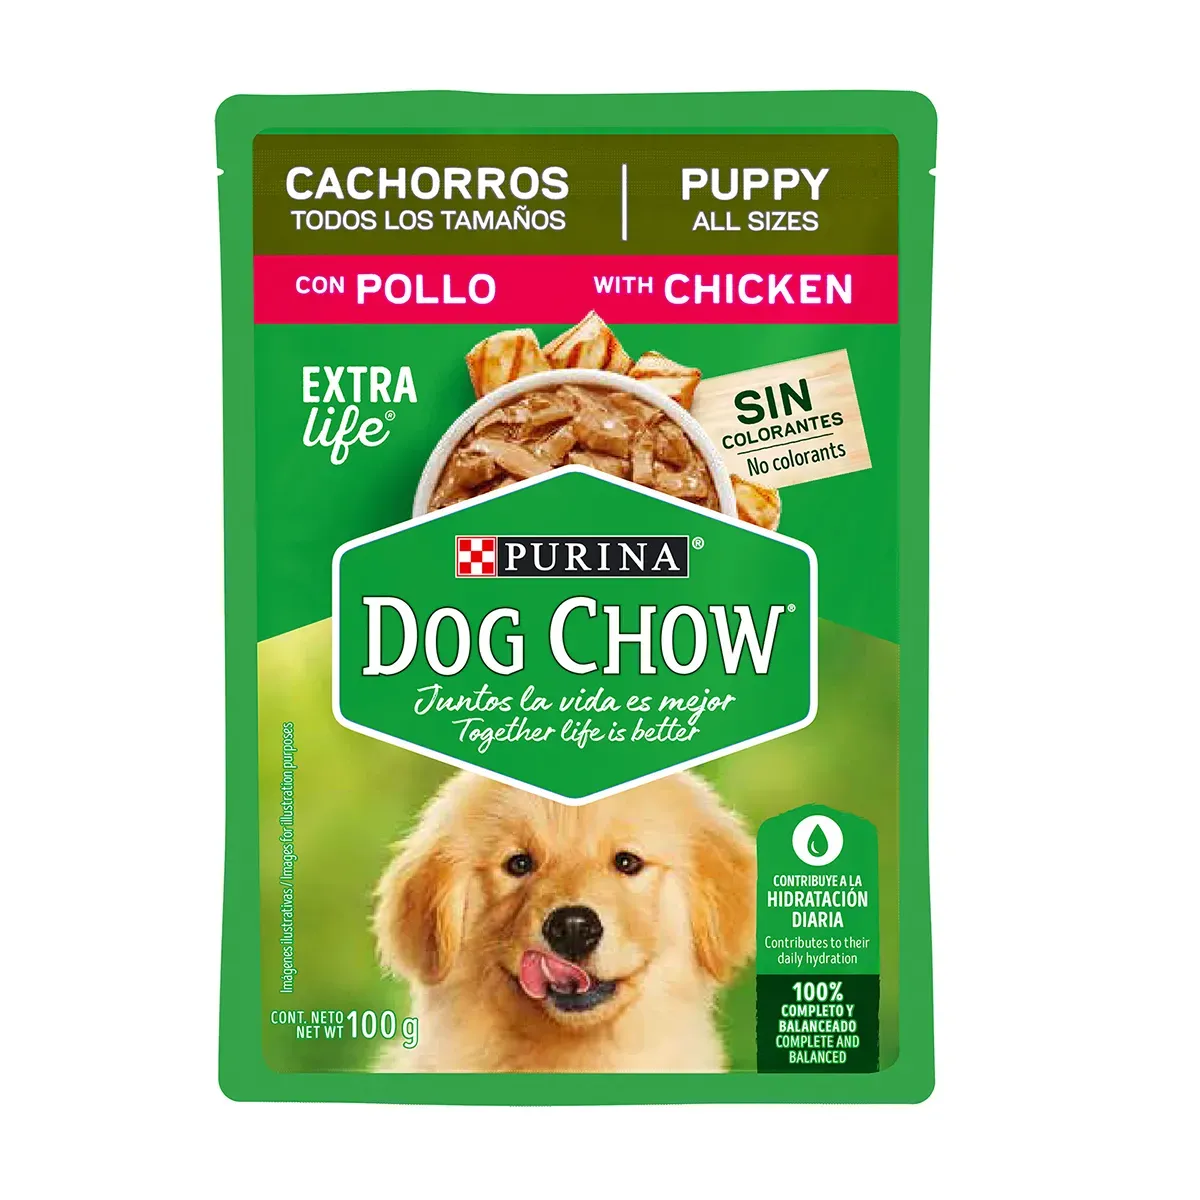 CACHORROS
TODOS LOS TAMAÑOS
PUPPY
ALL SIZES
CON POLLO
WITH CHICKEN
EXTRA
life®
SIN
COLORANTES
No colorants
PURINA®
DOG CHOW®
Juntos la vida es mejor
Together life is better
Imágenes ilustrativas / Images for illustration purposes
CONT. NETO
NET WT 100 g
CONTRIBUYE A LA
HIDRATACIÓN
DIARIA
Contributes to their
daily hydration
100%
COMPLETO Y
BALANCEADO
COMPLETE AND
BALANCED